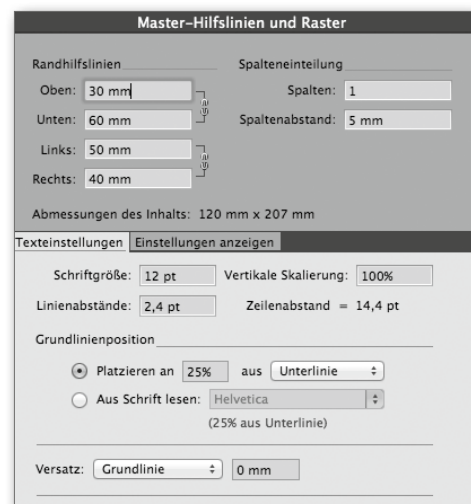 Master-Hilfslinien und Raster
Randhilfslinien
Spalteneinteilung
Oben: 30 mm
Spalten: 1
Unten: 60 mm
Spaltenabstand: 5 mm
Links: 50 mm
Rechts: 40 mm
Abmessungen des Inhalts: 120 mm x 207 mm
Texteinstellungen Einstellungen anzeigen
Schriftgröße: 12 pt Vertikale Skalierung: 100%
Linienabstände: 2,4 pt Zeilenabstand = 14,4 pt
Grundlinienposition
Platzieren an 25% aus Unterlinie
Aus Schrift lesen: Helvetica
(25% aus Unterlinie)
Versatz: Grundlinie 0 mm